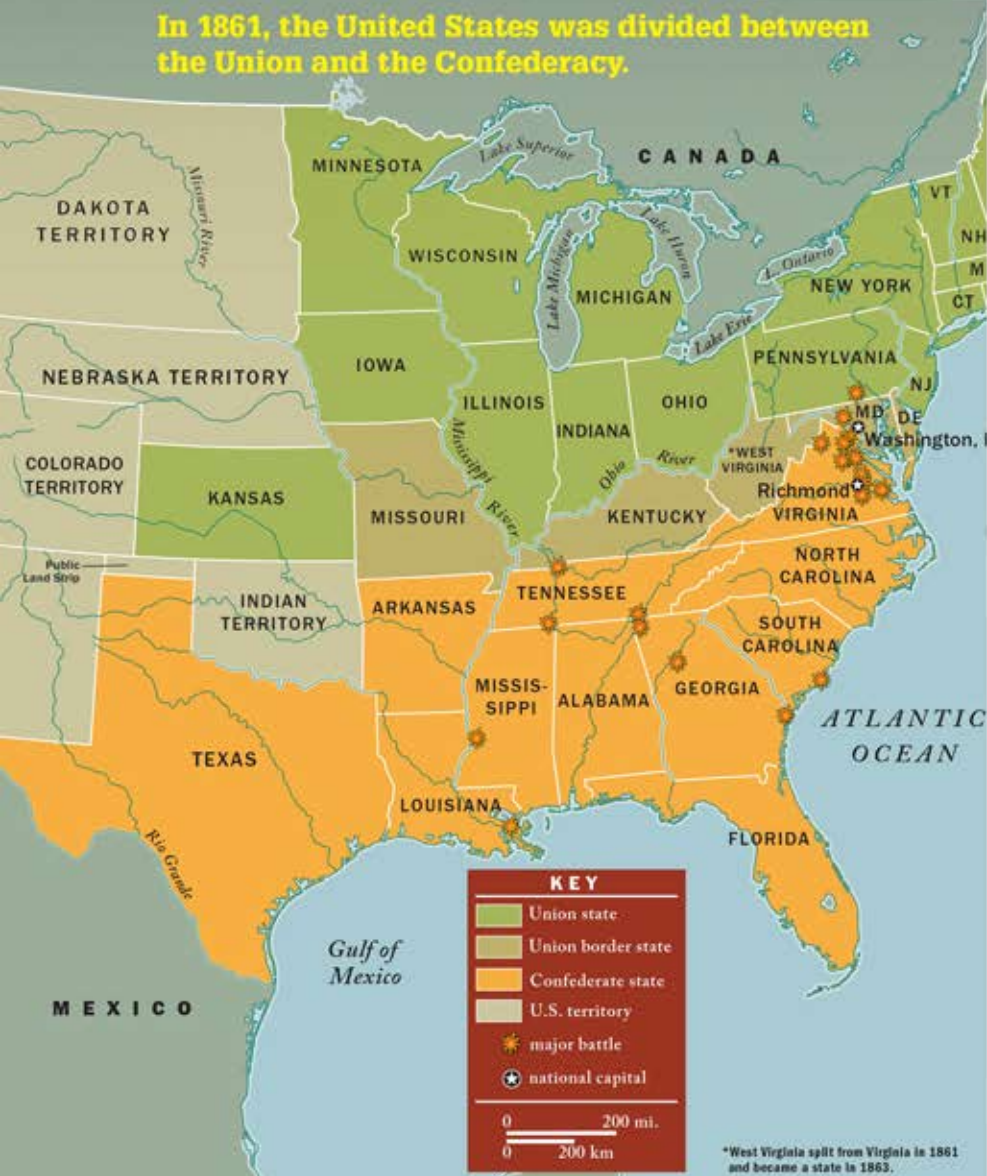 In 1861, the United States was divided between
the Union and the Confederacy.
CANADA
Lake Superior
MINNESOTA
VT
DAKOTA
TERRITORY
Missouri River
WISCONSIN
Lake Michigan
Lake Huron
L. Ontario
NH
M
CT
MICHIGAN
NEW YORK
Lake Erie
PENNSYLVANIA
NJ
IOWA
NEBRASKA TERRITORY
ILLINOIS
INDIANA
OHIO
MD
DE
Washington,
Mississippi
River
Ohio
River
*WEST
VIRGINIA
COLORADO
TERRITORY
KANSAS
MISSOURI
KENTUCKY
Richmond
VIRGINIA
Public
Land Strip
INDIAN
TERRITORY
ARKANSAS
TENNESSEE
NORTH
CAROLINA
SOUTH
CAROLINA
MISSIS-
SIPPI
ALABAMA
GEORGIA
ATLANTIC
OCEAN
TEXAS
LOUISIANA
FLORIDA
Rio Grande
Gulf of
Mexico
MEXICO
KEY
Union state
Union border state
Confederate state
U.S. territory
major battle
national capital
0 200 mi.
0 200 km
*West Virginia split from Virginia in 1861
and became a state in 1863.